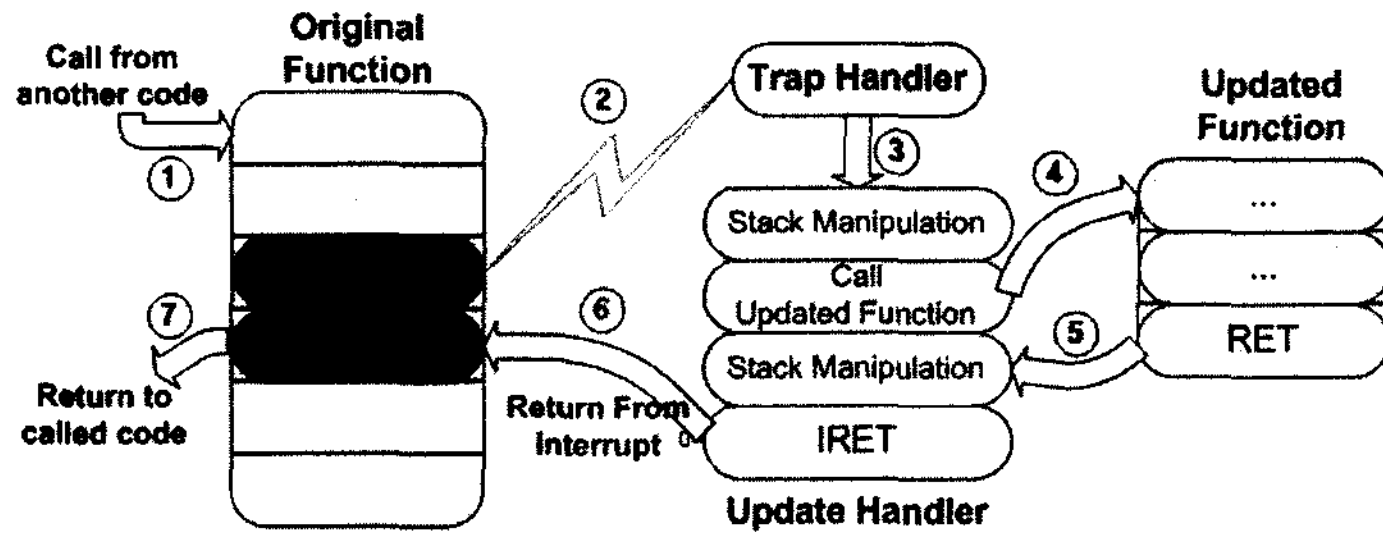 Original
Function
Call from
another code
1
2
Trap Handler
3
Updated
Function
4
Stack Manipulation
...
Call
Updated Function
...
7
6
5
Stack Manipulation
RET
Return to
called code
Return From
Interrupt
IRET
Update Handler